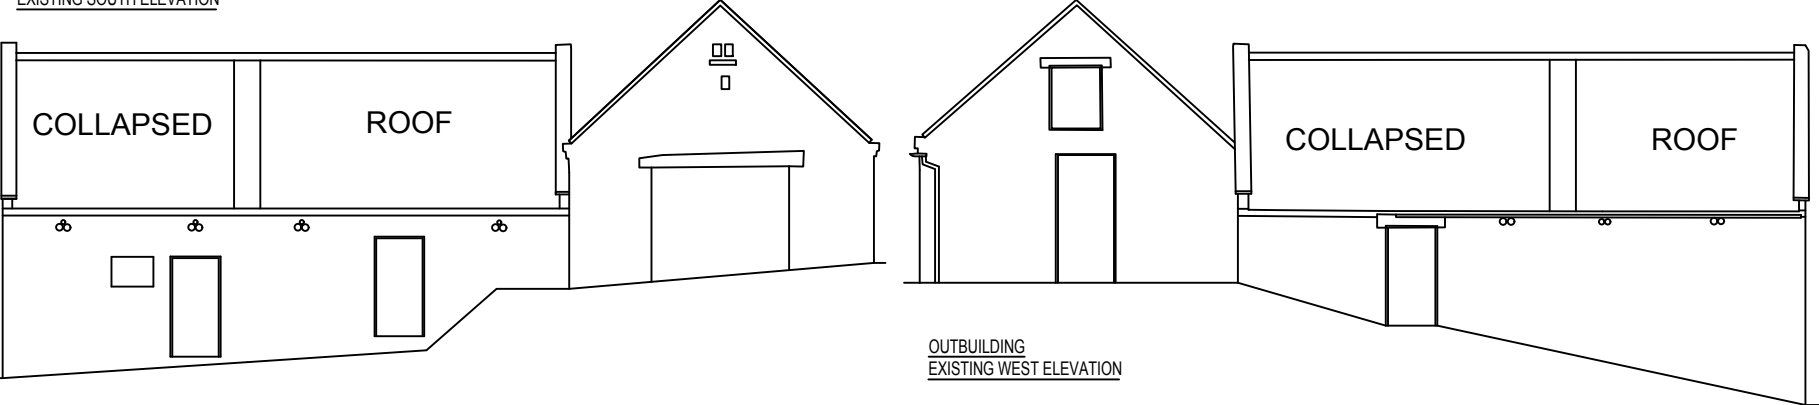 EXISTING SOUTH ELEVATION
COLLAPSED ROOF
COLLAPSED ROOF
OUTBUILDING
EXISTING WEST ELEVATION